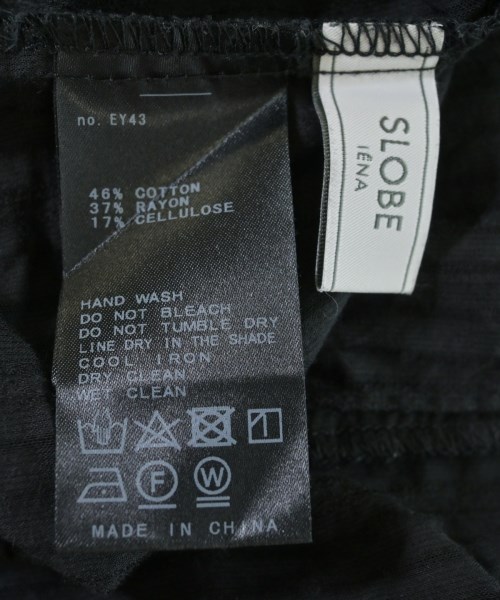 no. EY43
46% COTTON
37% RAYON
17% CELLULOSE
HAND WASH
DO NOT BLEACH
DO NOT TUMBLE DRY
LINE DRY IN THE SHADE
COOL IRON
DRY CLEAN
WET CLEAN
F W
MADE IN CHINA
SLOBE
IÉNA